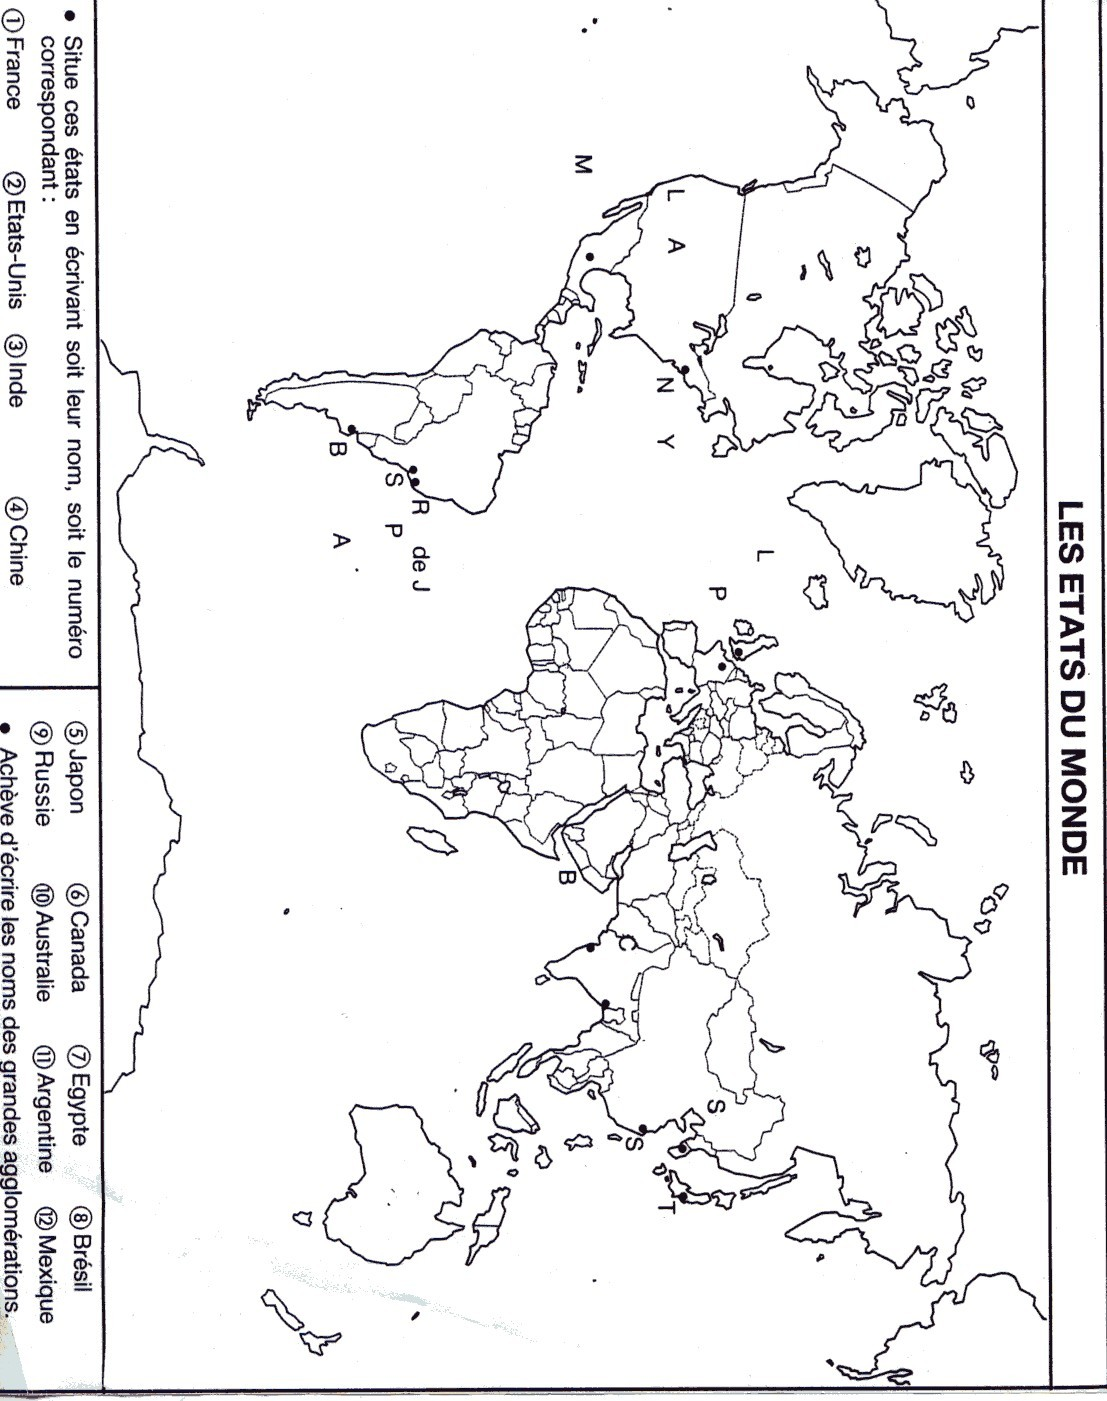 LES ETATS DU MONDE
L
P
L A
N Y
M
B
C
S
S
T
R de J
S P
B A
• Situe ces états en écrivant soit leur nom, soit le numéro
correspondant :
① France ② Etats-Unis ③ Inde ④ Chine
⑤ Japon ⑥ Canada ⑦ Egypte ⑧ Brésil
⑨ Russie ⑩ Australie ⑪ Argentine ⑫ Mexique
• Achève d'écrire les noms des grandes agglomérations.